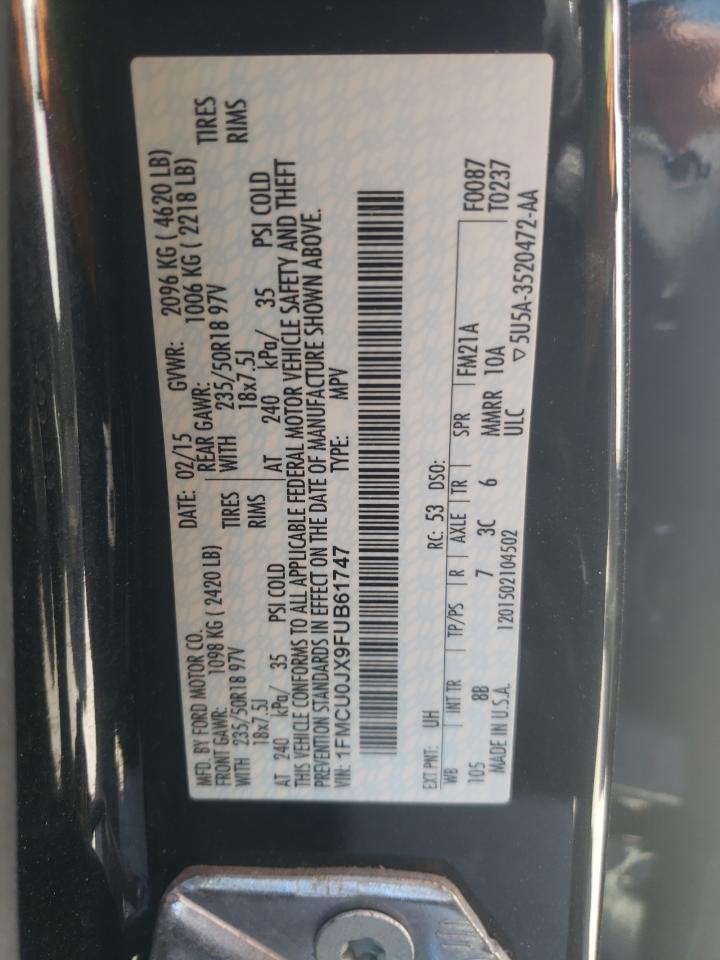 MFD. BY FORD MOTOR CO.
DATE: 02/15 GVWR: 2096 KG ( 4620 LB)
FRONT GAWR: 1098 KG ( 2420 LB)
REAR GAWR: 1006 KG ( 2218 LB)
WITH 235/50R18 97V TIRES
WITH 235/50R18 97V TIRES
18x7.5J RIMS
18x7.5J RIMS
AT 240 kPa/ 35 PSI COLD
AT 240 kPa/ 35 PSI COLD
THIS VEHICLE CONFORMS TO ALL APPLICABLE FEDERAL MOTOR VEHICLE SAFETY AND THEFT
PREVENTION STANDARDS IN EFFECT ON THE DATE OF MANUFACTURE SHOWN ABOVE.
VIN: 1FMCU0JX9FUB61747 TYPE: MPV
EXT PNT: UH RC: 53 DSO:
WB INT TR TP/PS R AXLE TR SPR FM21A F0087
105 8B 7 3C 6 MMRR 10A T0237
MADE IN U.S.A. 1201502104502 ULC ▽5U5A-3520472-AA